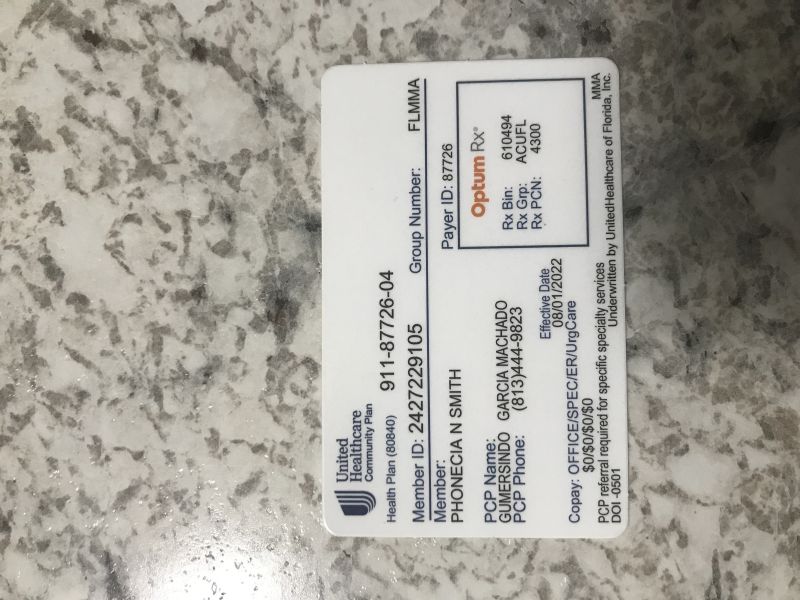 United
Healthcare
Community Plan
Health Plan (80840) 911-87726-04
Member ID: 2427229105 Group Number: FLMMA
Member:
PHONECIA N SMITH
Payer ID: 87726
PCP Name:
GUMERSINDO GARCIA MACHADO
PCP Phone: (813)444-9823
Optum Rx®
Rx Bin: 610494
Rx Grp: ACUFL
Rx PCN: 4300
Effective Date
08/01/2022
Copay: OFFICE/SPEC/ER/UrgCare
$0/$0/$0/$0
PCP referral required for specific specialty services
MMA
DOI -0501
Underwritten by UnitedHealthcare of Florida, Inc.